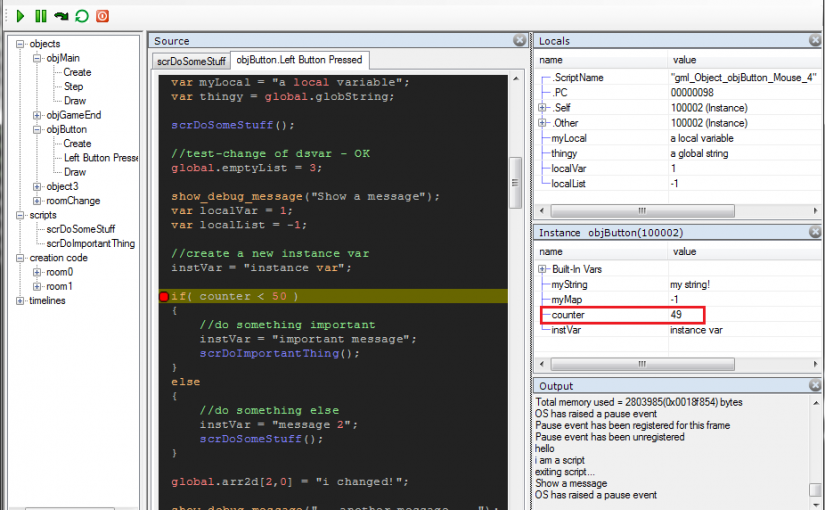 objects
objMain
Create
Step
Draw
objGameEnd
objButton
Create
Left Button Presse
Draw
object3
roomChange
scripts
scrDoSomeStuff
scrDoImportantThing
creation code
room0
room1
timelines
Source
scrDoSomeStuff objButton.Left Button Pressed
var myLocal = "a local variable";
var thingy = global.globString;
scrDoSomeStuff();
//test-change of dsvar - OK
global.emptyList = 3;
show_debug_message("Show a message");
var localVar = 1;
var localList = -1;
//create a new instance var
instVar = "instance var";
if( counter < 50 )
{
//do something important
instVar = "important message";
scrDoImportantThing();
}
else
{
//do something else
instVar = "message 2";
scrDoSomeStuff();
}
global.arr2d[2,0] = "i changed!";
Locals
name value
.ScriptName "gml_Object_objButton_Mouse_4"
.PC 00000098
.Self 100002 (Instance)
.Other 100002 (Instance)
myLocal a local variable
thingy a global string
localVar 1
localList -1
Instance objButton(100002)
name value
Built-In Vars
myString my string!
myMap -1
counter 49
instVar instance var
Output
Total memory used = 2803985(0x0018f854) bytes
OS has raised a pause event
Pause event has been registered for this frame
Pause event has been unregistered
hello
i am a script
exiting script...
Show a message
OS has raised a pause event